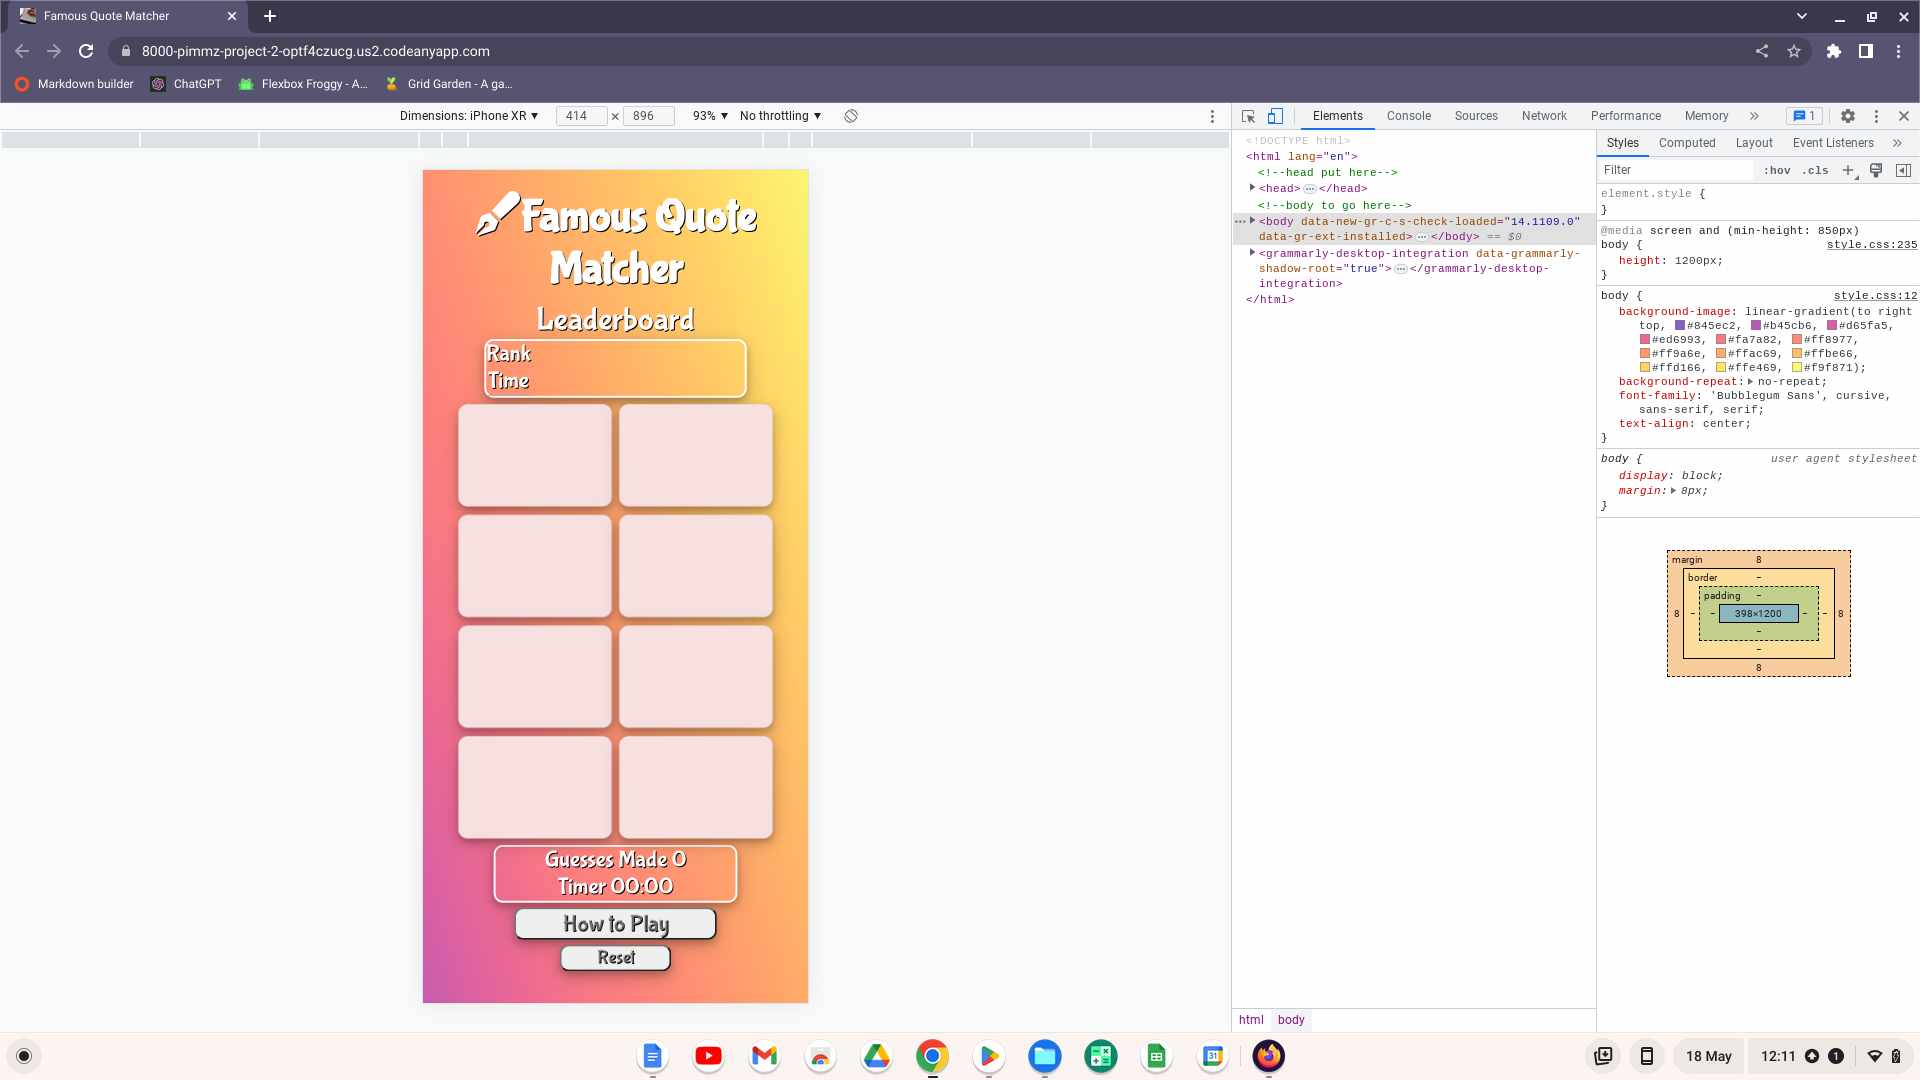 Famous Quote Matcher
8000-pimmz-project-2-optf4czucg.us2.codeanyapp.com
Markdown builder ChatGPT Flexbox Froggy - A... Grid Garden - A ga...
Dimensions: iPhone XR 414 × 896 93% No throttling
Famous Quote
Matcher
Leaderboard
Rank
Time
Guesses Made 0
Timer 00:00
How to Play
Reset
Elements Console Sources Network Performance Memory » 1
<!DOCTYPE html>
<html lang="en">
<!--head put here-->
<head>…</head>
<!--body to go here-->
<body data-new-gr-c-s-check-loaded="14.1109.0"
data-gr-ext-installed>…</body> == $0
<grammarly-desktop-integration data-grammarly-
shadow-root="true">…</grammarly-desktop-
integration>
</html>
html body
Styles Computed Layout Event Listeners »
Filter :hov .cls
element.style {
}
@media screen and (min-height: 850px)
body { style.css:235
height: 1200px;
}
body { style.css:12
background-image: linear-gradient(to right
top, #845ec2, #b45cb6, #d65fa5,
#ed6993, #fa7a82, #ff8977,
#ff9a6e, #ffac69, #ffbe66,
#ffd166, #ffe469, #f9f871);
background-repeat: no-repeat;
font-family: 'Bubblegum Sans', cursive,
sans-serif, serif;
text-align: center;
}
body { user agent stylesheet
display: block;
margin: 8px;
}
margin 8
border –
padding –
8 – – 398×1200 – – 8
–
–
8
31
18 May 12:11 1